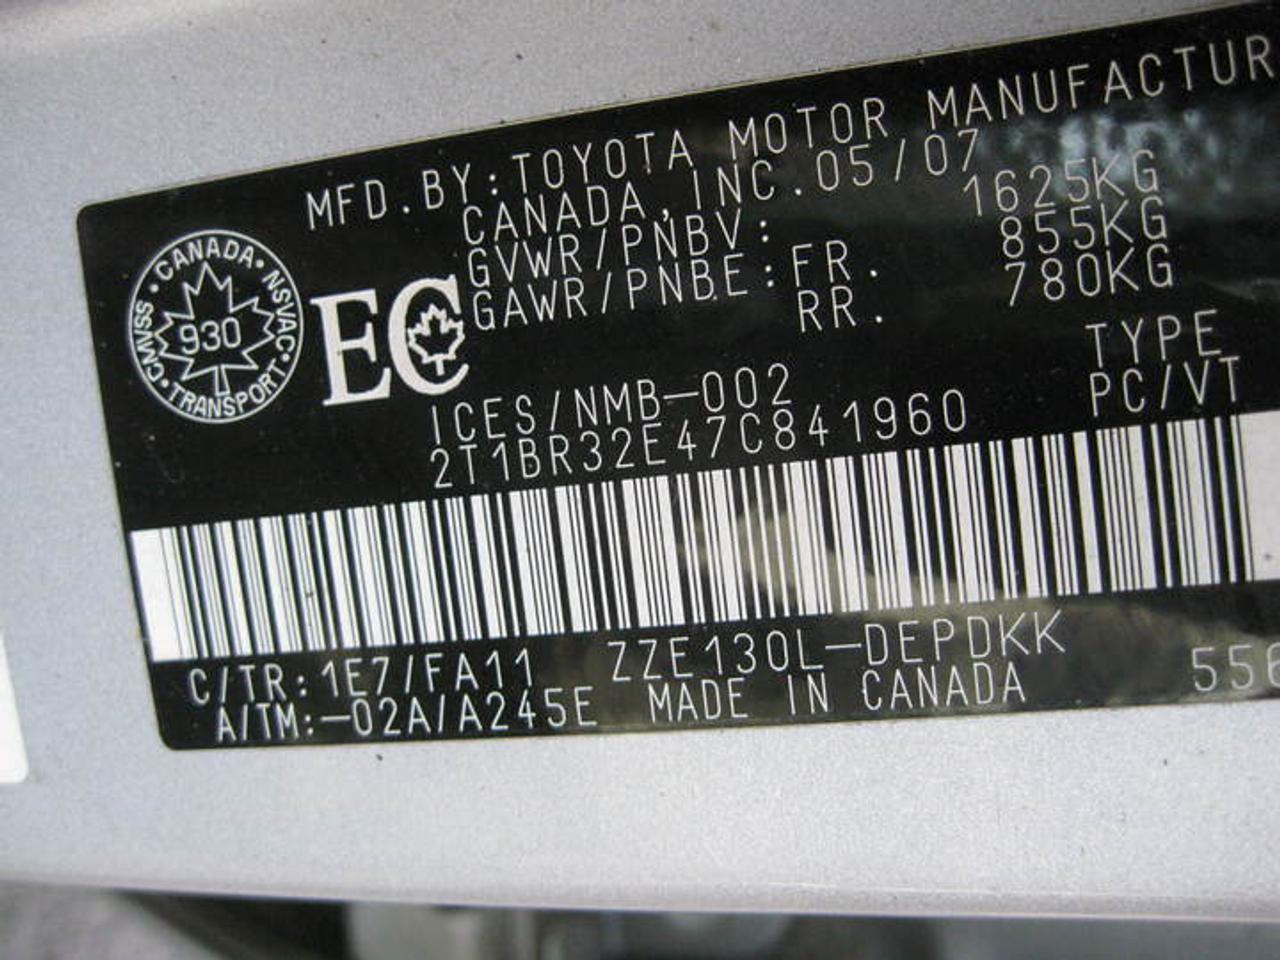 MFD.BY:TOYOTA MOTOR MANUFACTUR
CANADA,INC.05/07
GVWR/PNBV: 1625KG
GAWR/PNBE:FR. 855KG
RR. 780KG
CANADA · NSVAC · TRANSPORT · CMVSS
930
EC
ICES/NMB-002
TYPE
2T1BR32E47C841960 PC/VT
C/TR:1E7/FA11 ZZE130L-DEPDKK
A/TM:-02A/A245E MADE IN CANADA 556